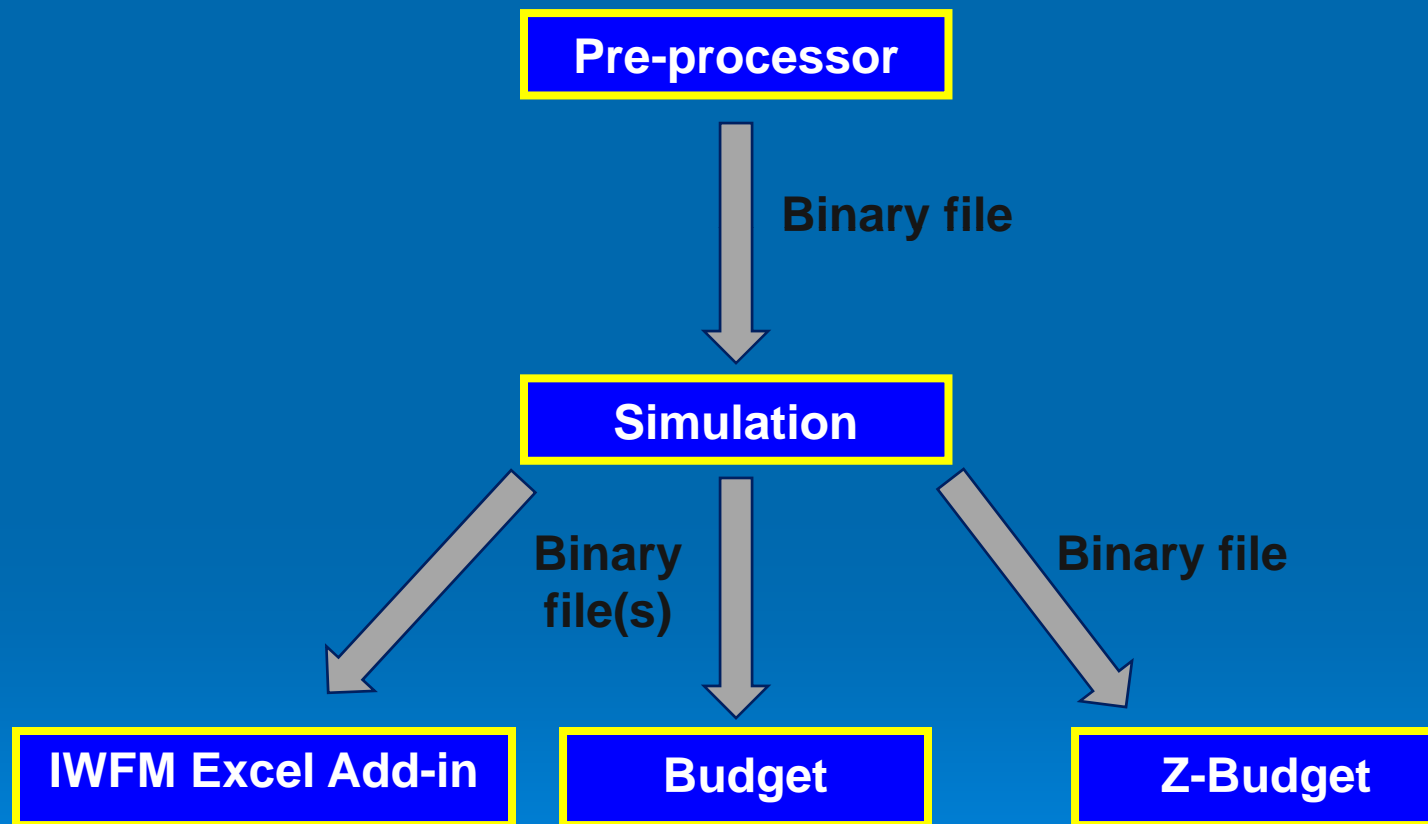 Pre-processor
Binary file
Simulation
Binary
file(s)
Binary file
IWFM Excel Add-in
Budget
Z-Budget